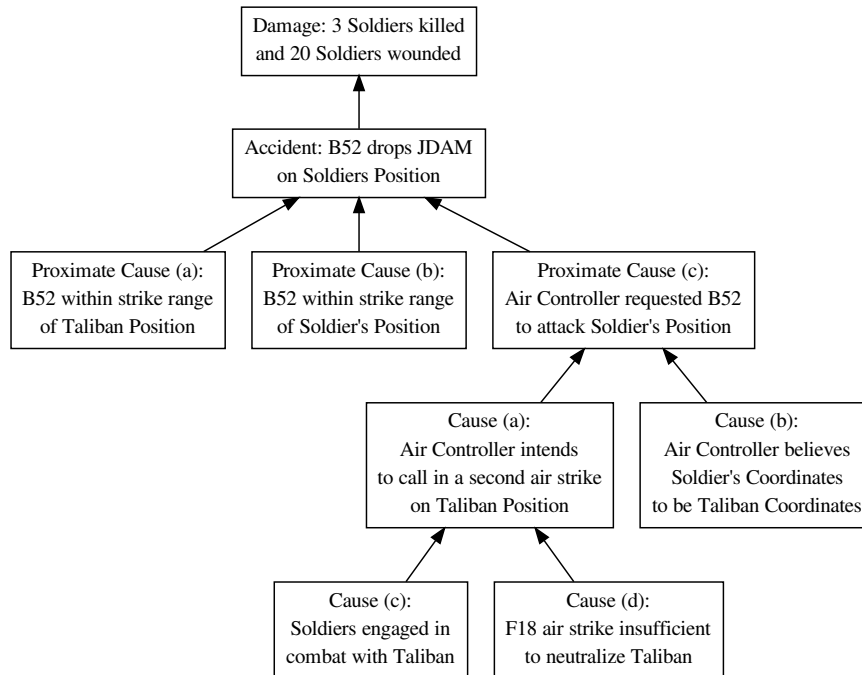 Damage: 3 Soldiers killed
and 20 Soldiers wounded
Accident: B52 drops JDAM
on Soldiers Position
Proximate Cause (a):
B52 within strike range
of Taliban Position
Proximate Cause (b):
B52 within strike range
of Soldier's Position
Proximate Cause (c):
Air Controller requested B52
to attack Soldier's Position
Cause (a):
Air Controller intends
to call in a second air strike
on Taliban Position
Cause (b):
Air Controller believes
Soldier's Coordinates
to be Taliban Coordinates
Cause (c):
Soldiers engaged in
combat with Taliban
Cause (d):
F18 air strike insufficient
to neutralize Taliban